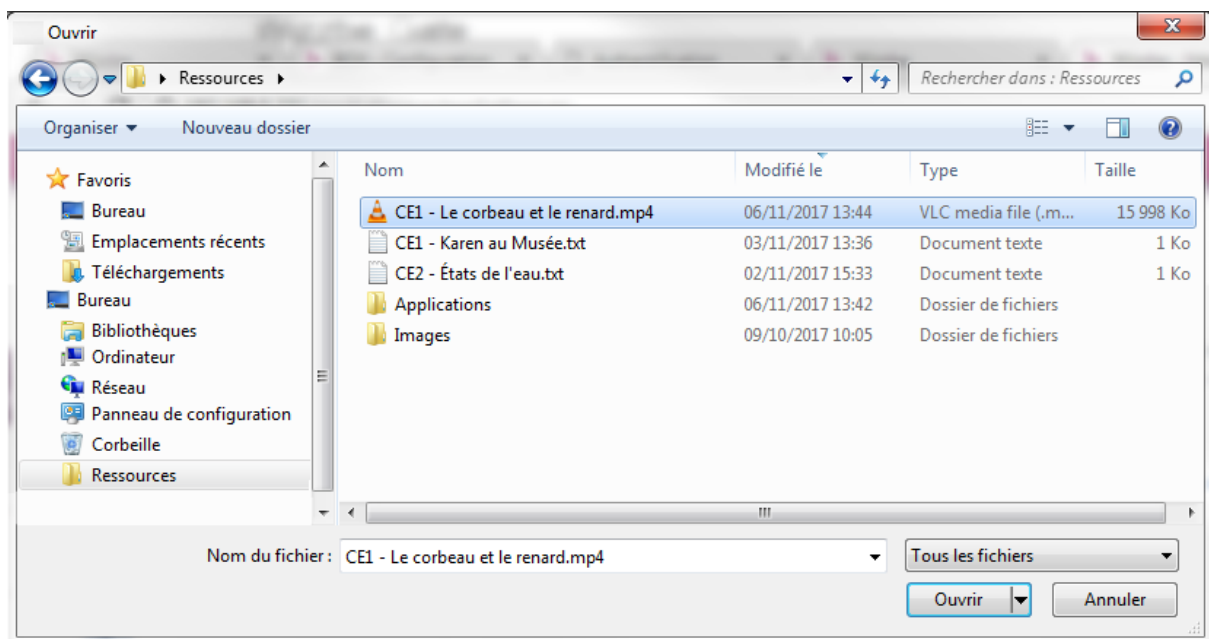 Ouvrir
Ressources
Rechercher dans : Ressources
Organiser Nouveau dossier
Favoris
Bureau
Emplacements récents
Téléchargements
Bureau
Bibliothèques
Ordinateur
Réseau
Panneau de configuration
Corbeille
Ressources
Nom Modifié le Type Taille
CE1 - Le corbeau et le renard.mp4 06/11/2017 13:44 VLC media file (.m... 15 998 Ko
CE1 - Karen au Musée.txt 03/11/2017 13:36 Document texte 1 Ko
CE2 - États de l'eau.txt 02/11/2017 15:33 Document texte 1 Ko
Applications 06/11/2017 13:42 Dossier de fichiers
Images 09/10/2017 10:05 Dossier de fichiers
Nom du fichier : CE1 - Le corbeau et le renard.mp4 Tous les fichiers
Ouvrir Annuler